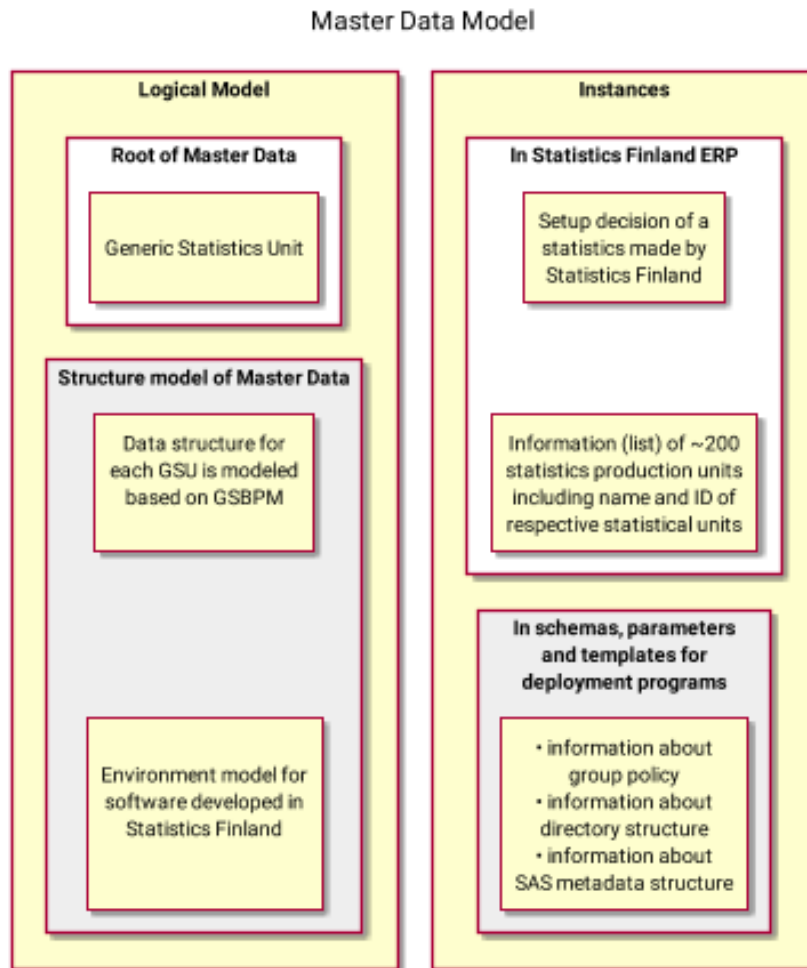 Master Data Model
Logical Model
Root of Master Data
Generic Statistics Unit
Structure model of Master Data
Data structure for
each GSU is modeled
based on GSBPM
Environment model for
software developed in
Statistics Finland
Instances
In Statistics Finland ERP
Setup decision of a
statistics made by
Statistics Finland
Information (list) of ~200
statistics production units
including name and ID of
respective statistical units
In schemas, parameters
and templates for
deployment programs
• information about
group policy
• information about
directory structure
• information about
SAS metadata structure